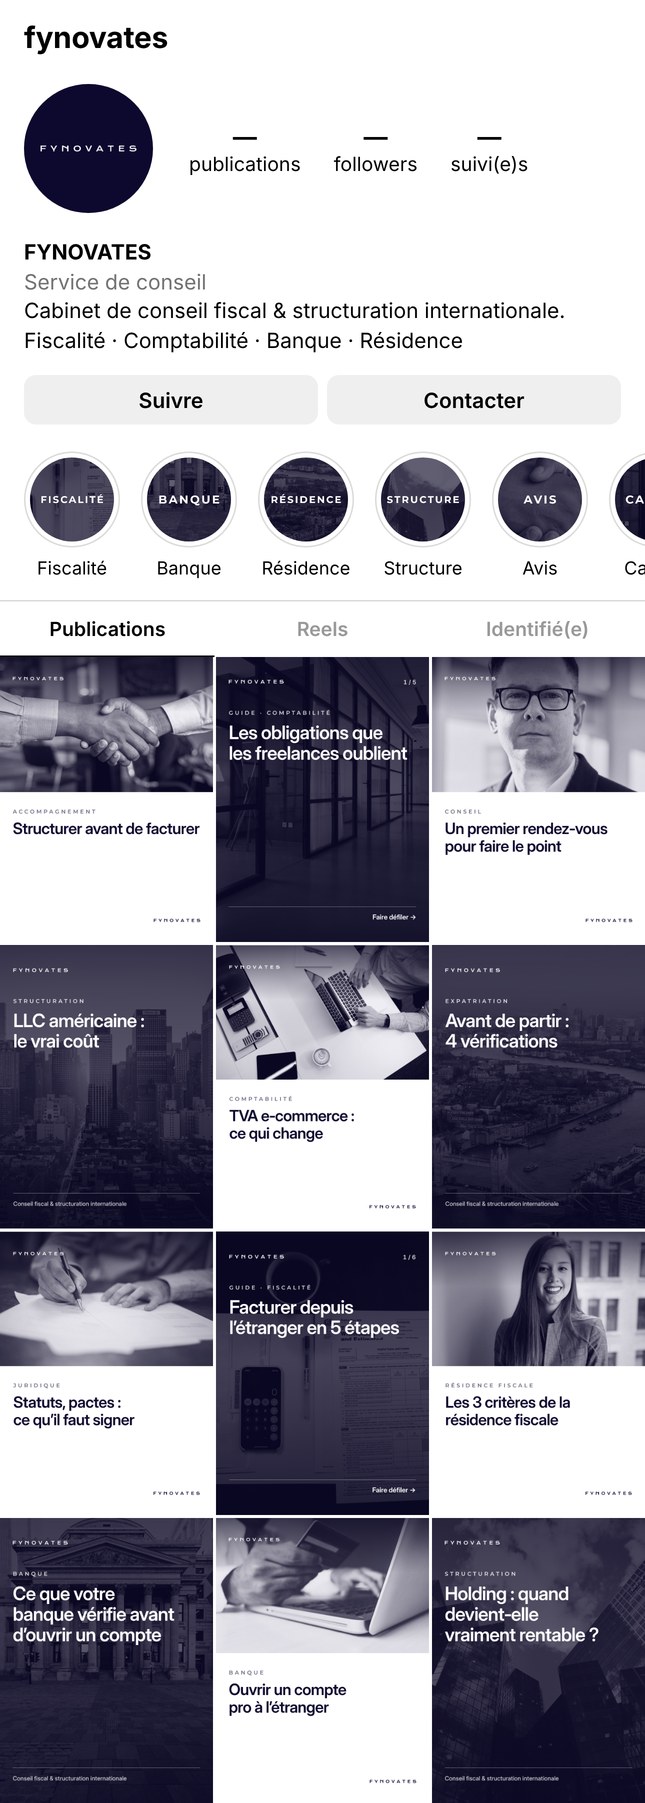 fynovates
FYNOVATES
—
—
—
publications
followers
suivi(e)s
FYNOVATES
Service de conseil
Cabinet de conseil fiscal & structuration internationale.
Fiscalité · Comptabilité · Banque · Résidence
Suivre
Contacter
FISCALITÉ
BANQUE
RÉSIDENCE
STRUCTURE
AVIS
CA
Fiscalité
Banque
Résidence
Structure
Avis
Ca
Publications
Reels
Identifié(e)
FYNOVATES
ACCOMPAGNEMENT
Structurer avant de facturer
FYNOVATES
FYNOVATES
1/5
GUIDE · COMPTABILITÉ
Les obligations que
les freelances oublient
Faire défiler →
FYNOVATES
CONSEIL
Un premier rendez-vous
pour faire le point
FYNOVATES
FYNOVATES
STRUCTURATION
LLC américaine :
le vrai coût
Conseil fiscal & structuration internationale
FYNOVATES
COMPTABILITÉ
TVA e-commerce :
ce qui change
FYNOVATES
FYNOVATES
EXPATRIATION
Avant de partir :
4 vérifications
Conseil fiscal & structuration internationale
FYNOVATES
JURIDIQUE
Statuts, pactes :
ce qu’il faut signer
FYNOVATES
FYNOVATES
1/6
GUIDE · FISCALITÉ
Facturer depuis
l’étranger en 5 étapes
Faire défiler →
FYNOVATES
RÉSIDENCE FISCALE
Les 3 critères de la
résidence fiscale
FYNOVATES
FYNOVATES
BANQUE
Ce que votre
banque vérifie avant
d’ouvrir un compte
Conseil fiscal & structuration internationale
FYNOVATES
BANQUE
Ouvrir un compte
pro à l’étranger
FYNOVATES
FYNOVATES
STRUCTURATION
Holding : quand
devient-elle
vraiment rentable ?
Conseil fiscal & structuration internationale